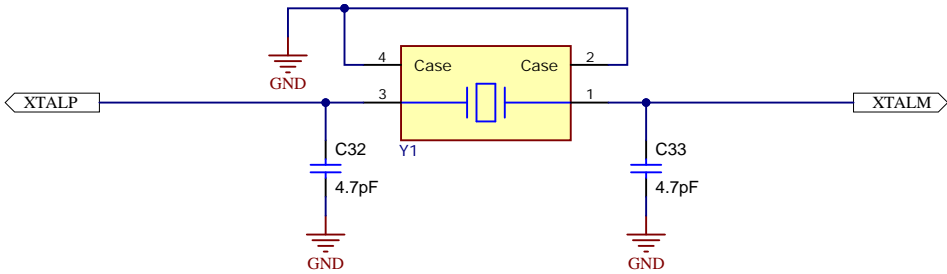 4
Case
Case
2
GND
XTALP
3
1
XTALM
Y1
C32
4.7pF
C33
4.7pF
GND
GND